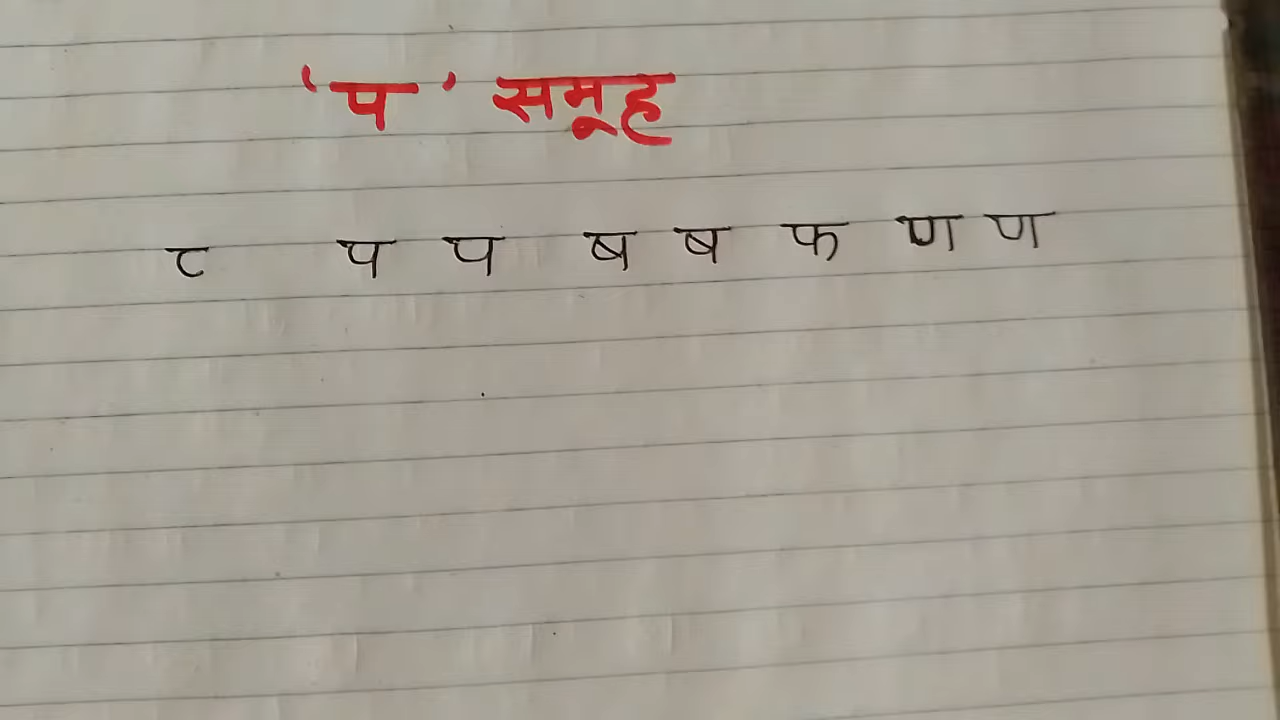 'प' समूह
ट प प ष ष फ ण ण